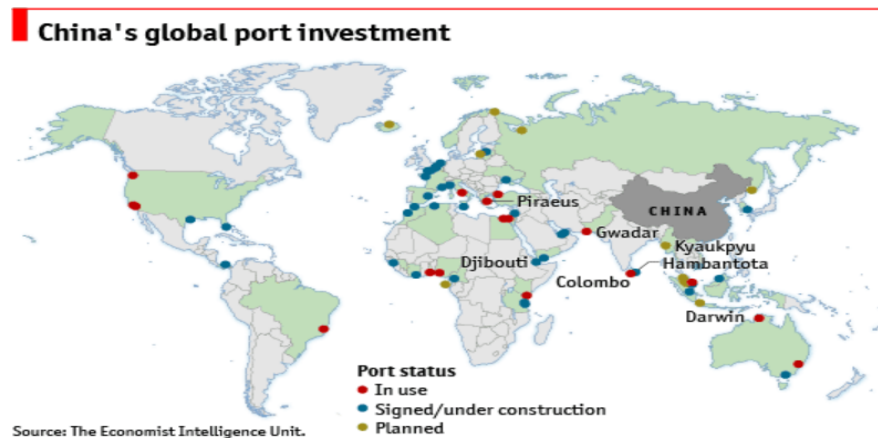 China's global port investment
Piraeus
CHINA
Gwadar
Kyaukpyu
Djibouti
Hambantota
Colombo
Darwin
Port status
In use
Signed/under construction
Planned
Source: The Economist Intelligence Unit.